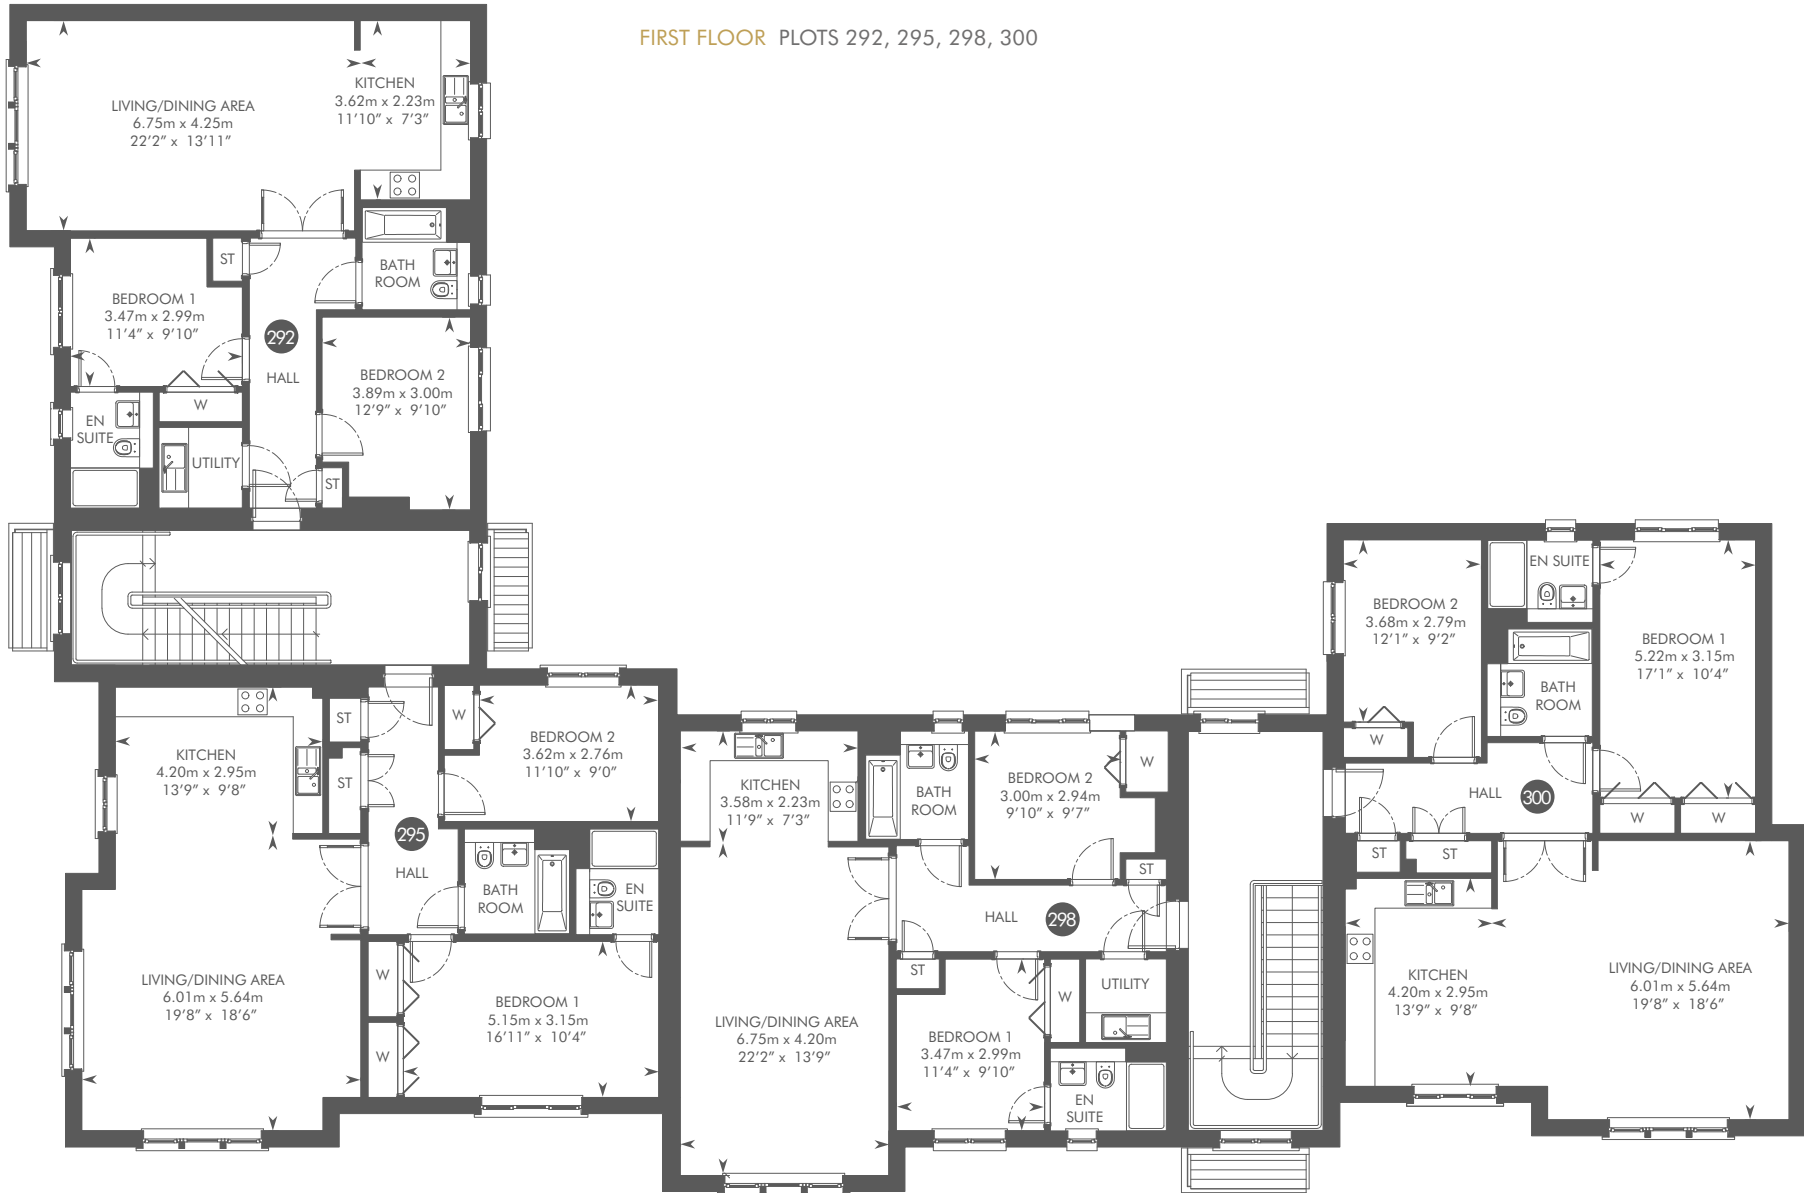 FIRST FLOOR PLOTS 292, 295, 298, 300
LIVING/DINING AREA
6.75m x 4.25m
22'2" x 13'11"
KITCHEN
3.62m x 2.23m
11'10" x 7'3"
ST
BATH
ROOM
BEDROOM 1
3.47m x 2.99m
11'4" x 9'10"
292
HALL
BEDROOM 2
3.89m x 3.00m
12'9" x 9'10"
W
EN
SUITE
UTILITY
ST
KITCHEN
4.20m x 2.95m
13'9" x 9'8"
ST
ST
W
BEDROOM 2
3.62m x 2.76m
11'10" x 9'0"
295
HALL
BATH
ROOM
EN
SUITE
LIVING/DINING AREA
6.01m x 5.64m
19'8" x 18'6"
W
W
BEDROOM 1
5.15m x 3.15m
16'11" x 10'4"
KITCHEN
3.58m x 2.23m
11'9" x 7'3"
BATH
ROOM
BEDROOM 2
3.00m x 2.94m
9'10" x 9'7"
W
ST
HALL
298
ST
LIVING/DINING AREA
6.75m x 4.20m
22'2" x 13'9"
BEDROOM 1
3.47m x 2.99m
11'4" x 9'10"
W
UTILITY
EN
SUITE
BEDROOM 2
3.68m x 2.79m
12'1" x 9'2"
EN SUITE
BEDROOM 1
5.22m x 3.15m
17'1" x 10'4"
BATH
ROOM
W
HALL
300
W
W
ST
ST
KITCHEN
4.20m x 2.95m
13'9" x 9'8"
LIVING/DINING AREA
6.01m x 5.64m
19'8" x 18'6"